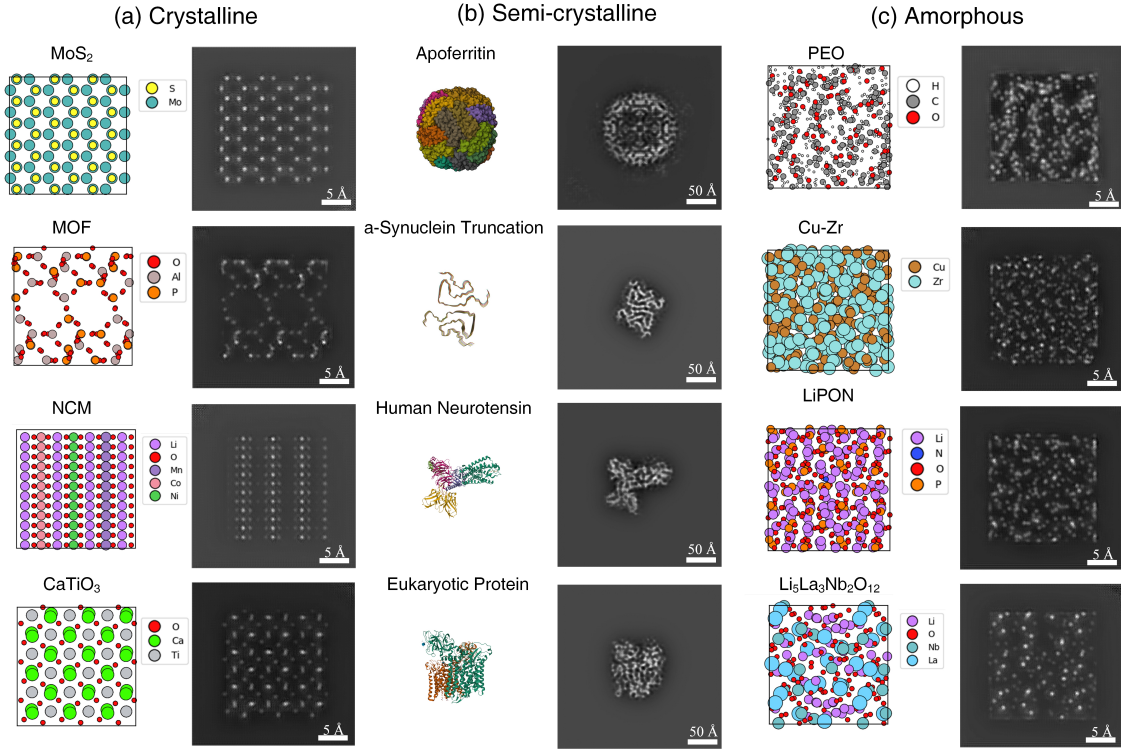 (a) Crystalline
(b) Semi-crystalline
(c) Amorphous
MoS₂
S
Mo
5 Å
Apoferritin
50 Å
PEO
H
C
O
5 Å
MOF
O
Al
P
5 Å
a-Synuclein Truncation
50 Å
Cu-Zr
Cu
Zr
5 Å
NCM
Li
O
Mn
Co
Ni
5 Å
Human Neurotensin
50 Å
LiPON
Li
N
O
P
5 Å
CaTiO₃
O
Ca
Ti
5 Å
Eukaryotic Protein
50 Å
Li₅La₃Nb₂O₁₂
Li
O
Nb
La
5 Å